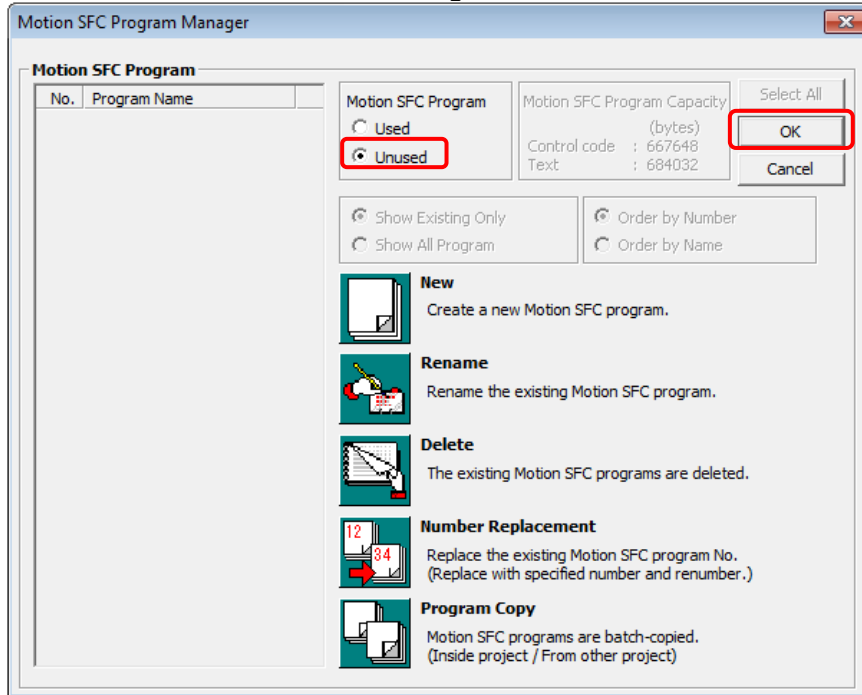 Motion SFC Program Manager
Motion SFC Program
No. Program Name
Motion SFC Program
Used
Unused
Motion SFC Program Capacity
(bytes)
Control code : 667648
Text : 684032
Select All
OK
Cancel
Show Existing Only
Show All Program
Order by Number
Order by Name
New
Create a new Motion SFC program.
Rename
Rename the existing Motion SFC program.
Delete
The existing Motion SFC programs are deleted.
12
34
Number Replacement
Replace the existing Motion SFC program No.
(Replace with specified number and renumber.)
Program Copy
Motion SFC programs are batch-copied.
(Inside project / From other project)